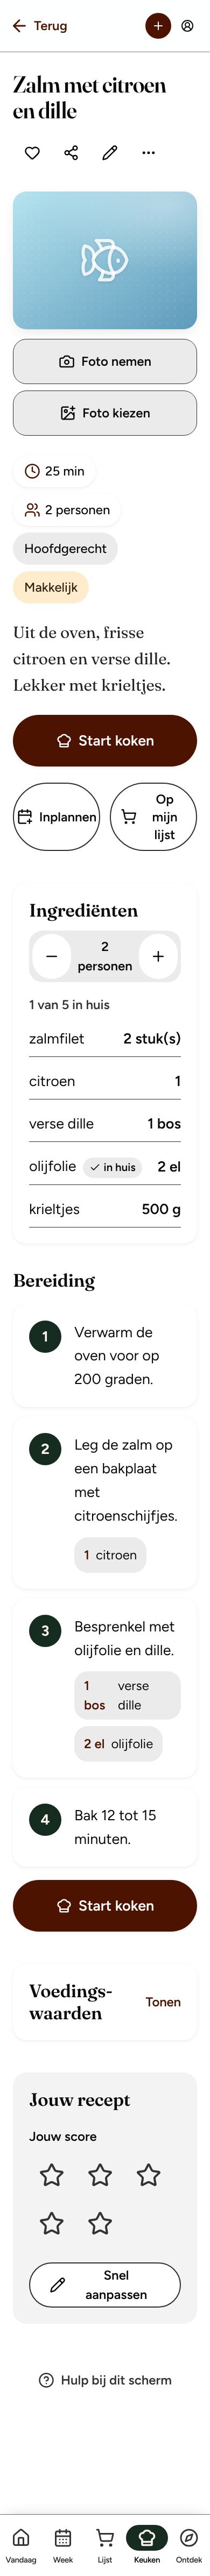 Terug
Zalm met citroen
en dille
Foto nemen
Foto kiezen
25 min
2 personen
Hoofdgerecht
Makkelijk
Uit de oven, frisse
citroen en verse dille.
Lekker met krieltjes.
Start koken
Inplannen
Op
mijn
lijst
Ingrediënten
2
personen
1 van 5 in huis
zalmfilet 2 stuk(s)
citroen 1
verse dille 1 bos
olijfolie in huis 2 el
krieltjes 500 g
Bereiding
1
Verwarm de
oven voor op
200 graden.
2
Leg de zalm op
een bakplaat
met
citroenschijfjes.
1 citroen
3
Besprenkel met
olijfolie en dille.
1 bos
verse dille
2 el olijfolie
4
Bak 12 tot 15
minuten.
Start koken
Voedings-
waarden
Tonen
Jouw recept
Jouw score
Snel
aanpassen
Hulp bij dit scherm
Vandaag Week Lijst Keuken Ontdek